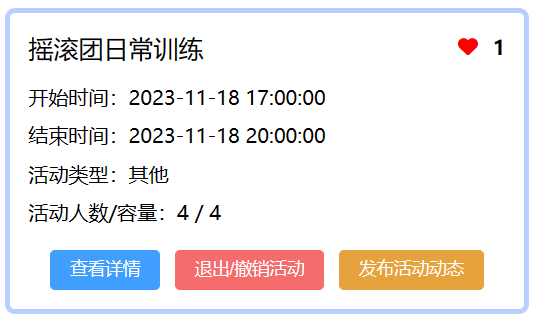 摇滚团日常训练 1
开始时间：2023-11-18 17:00:00
结束时间：2023-11-18 20:00:00
活动类型：其他
活动人数/容量：4 / 4
查看详情 退出/撤销活动 发布活动动态